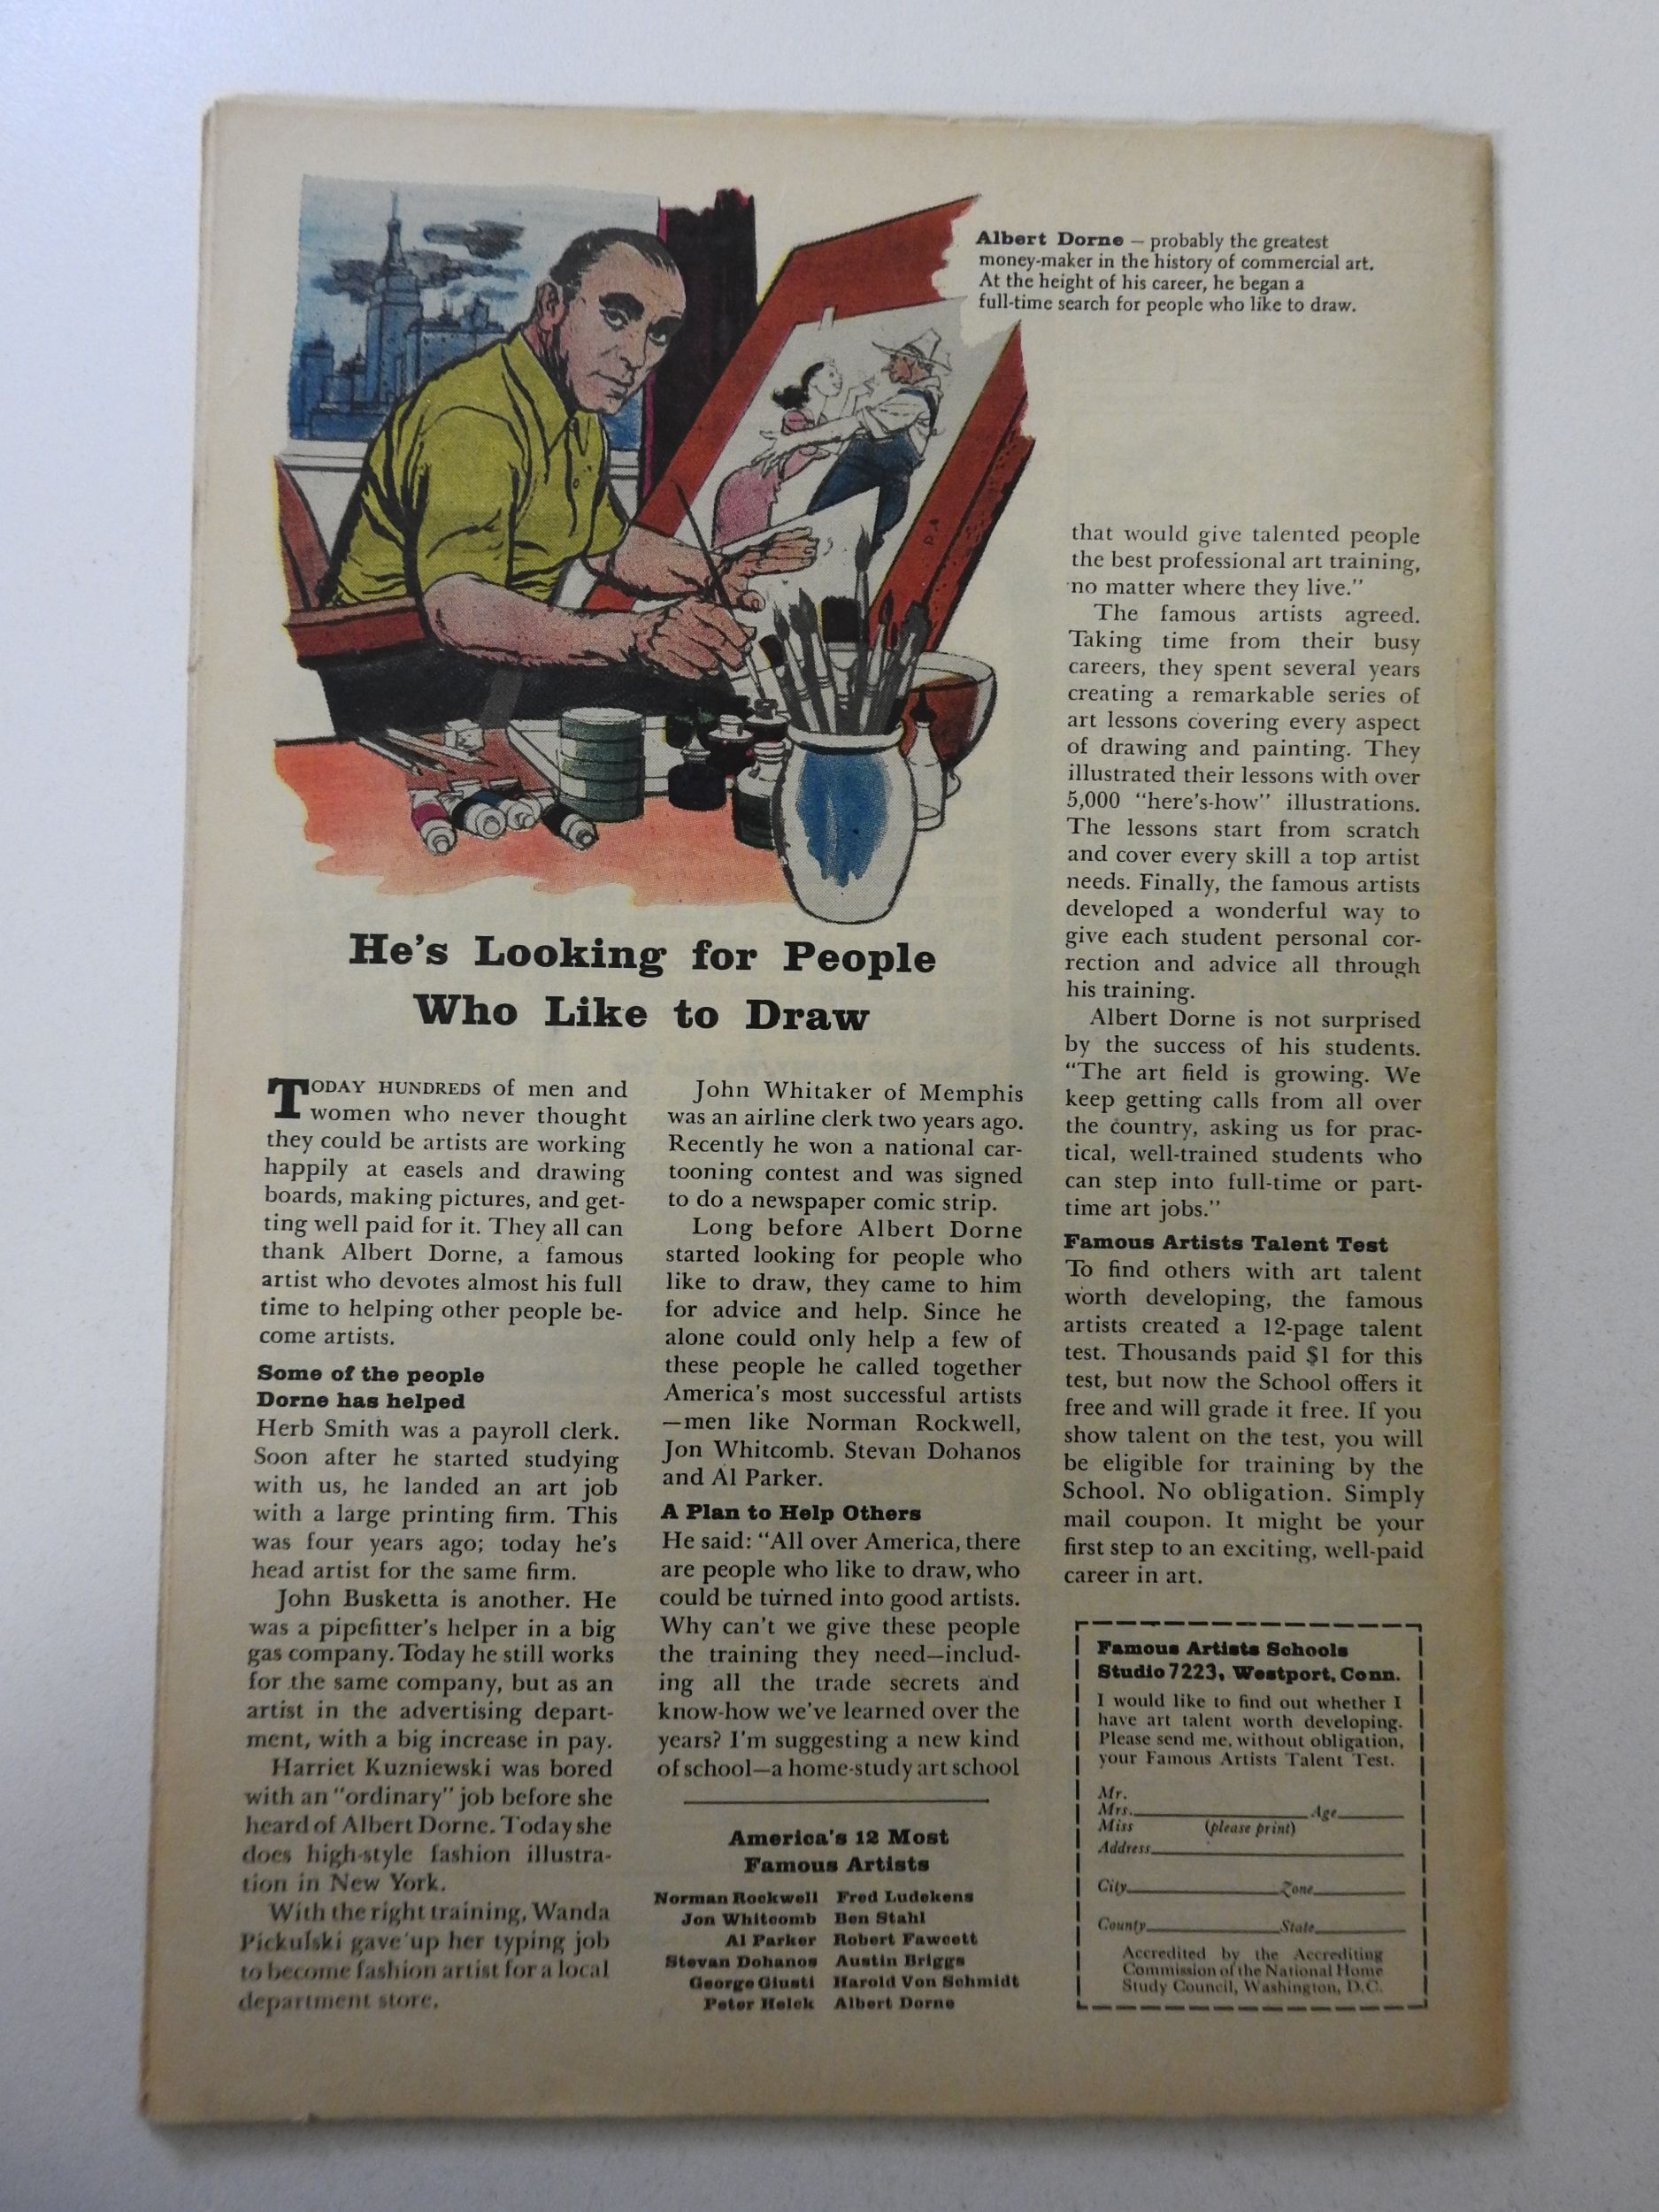 Albert Dorne – probably the greatest
money-maker in the history of commercial art.
At the height of his career, he began a
full-time search for people who like to draw.
He's Looking for People
Who Like to Draw
TODAY HUNDREDS of men and
women who never thought
they could be artists are working
happily at easels and drawing
boards, making pictures, and get-
ting well paid for it. They all can
thank Albert Dorne, a famous
artist who devotes almost his full
time to helping other people be-
come artists.
Some of the people
Dorne has helped
Herb Smith was a payroll clerk.
Soon after he started studying
with us, he landed an art job
with a large printing firm. This
was four years ago; today he's
head artist for the same firm.
John Busketta is another. He
was a pipefitter's helper in a big
gas company. Today he still works
for the same company, but as an
artist in the advertising depart-
ment, with a big increase in pay.
Harriet Kuzniewski was bored
with an "ordinary" job before she
heard of Albert Dorne. Today she
does high-style fashion illustra-
tion in New York.
With the right training, Wanda
Pickulski gave up her typing job
to become fashion artist for a local
department store.
John Whitaker of Memphis
was an airline clerk two years ago.
Recently he won a national car-
tooning contest and was signed
to do a newspaper comic strip.
Long before Albert Dorne
started looking for people who
like to draw, they came to him
for advice and help. Since he
alone could only help a few of
these people he called together
America's most successful artists
—men like Norman Rockwell,
Jon Whitcomb. Stevan Dohanos
and Al Parker.
A Plan to Help Others
He said: "All over America, there
are people who like to draw, who
could be turned into good artists.
Why can't we give these people
the training they need—includ-
ing all the trade secrets and
know-how we've learned over the
years? I'm suggesting a new kind
of school—a home-study art school
America's 12 Most
Famous Artists
Norman Rockwell Fred Ludekens
Jon Whitcomb Ben Stahl
Al Parker Robert Fawcett
Stevan Dohanos Austin Briggs
George Giusti Harold Von Schmidt
Peter Helck Albert Dorne
that would give talented people
the best professional art training,
no matter where they live."
The famous artists agreed.
Taking time from their busy
careers, they spent several years
creating a remarkable series of
art lessons covering every aspect
of drawing and painting. They
illustrated their lessons with over
5,000 "here's-how" illustrations.
The lessons start from scratch
and cover every skill a top artist
needs. Finally, the famous artists
developed a wonderful way to
give each student personal cor-
rection and advice all through
his training.
Albert Dorne is not surprised
by the success of his students.
"The art field is growing. We
keep getting calls from all over
the country, asking us for prac-
tical, well-trained students who
can step into full-time or part-
time art jobs."
Famous Artists Talent Test
To find others with art talent
worth developing, the famous
artists created a 12-page talent
test. Thousands paid $1 for this
test, but now the School offers it
free and will grade it free. If you
show talent on the test, you will
be eligible for training by the
School. No obligation. Simply
mail coupon. It might be your
first step to an exciting, well-paid
career in art.
Famous Artists Schools
Studio 7223, Westport, Conn.
I would like to find out whether I
have art talent worth developing.
Please send me, without obligation,
your Famous Artists Talent Test.
Mr.
Mrs. Age
Miss (please print)
Address
City Zone
County State
Accredited by the Accrediting
Commission of the National Home
Study Council, Washington, D.C.